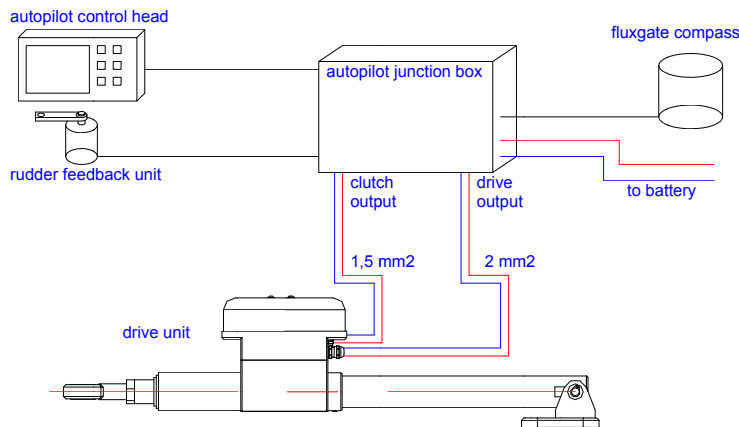 autopilot control head
fluxgate compass
autopilot junction box
rudder feedback unit
clutch
output
drive
output
to battery
1,5 mm2
2 mm2
drive unit